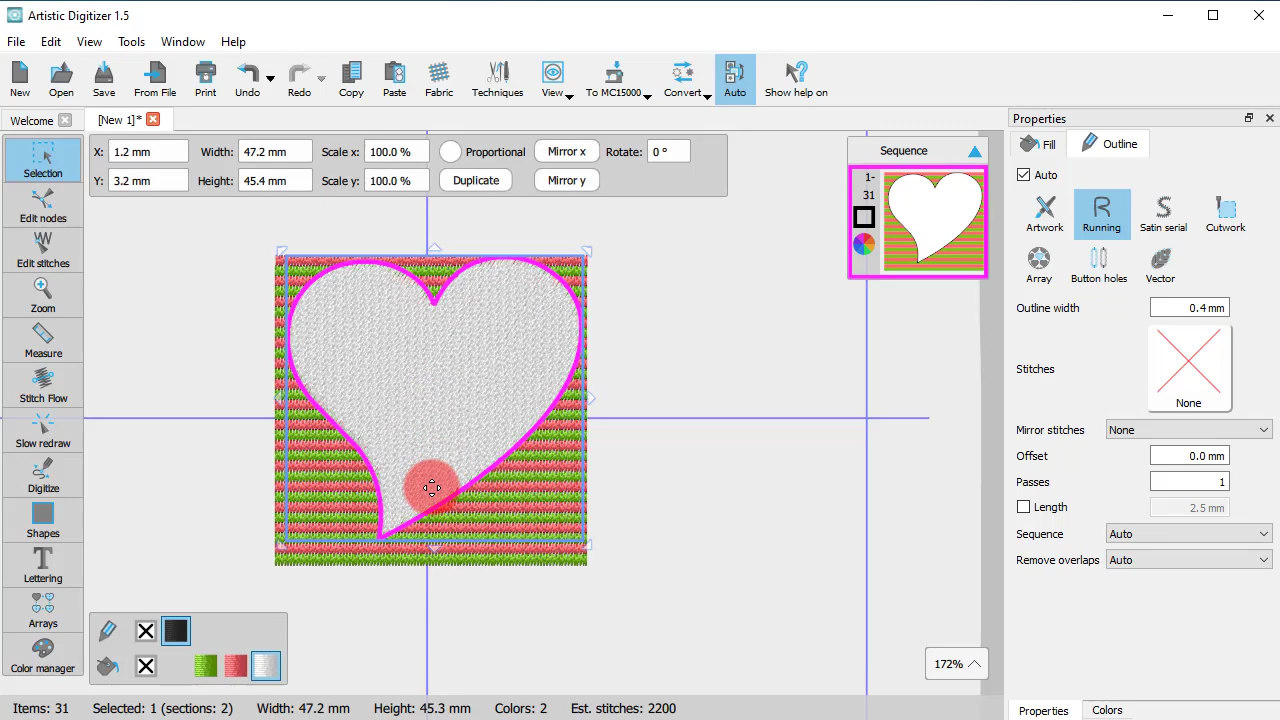 Artistic Digitizer 1.5
File Edit View Tools Window Help
New Open Save From File Print Undo Redo Copy Paste Fabric Techniques View To MC15000 Convert Auto Show help on
Welcome [New 1]*
Properties
X: 1.2 mm Width: 47.2 mm Scale x: 100.0 % Proportional Mirror x Rotate: 0 °
Y: 3.2 mm Height: 45.4 mm Scale y: 100.0 % Duplicate Mirror y
Sequence
1-
31
Selection
Edit nodes
Edit stitches
Zoom
Measure
Stitch Flow
Slow redraw
Digitize
Shapes
Lettering
Arrays
Color manager
Fill Outline
Auto
Artwork Running Satin serial Cutwork
Array Button holes Vector
Outline width 0.4 mm
Stitches None
Mirror stitches None
Offset 0.0 mm
Passes 1
Length 2.5 mm
Sequence Auto
Remove overlaps Auto
172%
Items: 31 Selected: 1 (sections: 2) Width: 47.2 mm Height: 45.3 mm Colors: 2 Est. stitches: 2200
Properties Colors